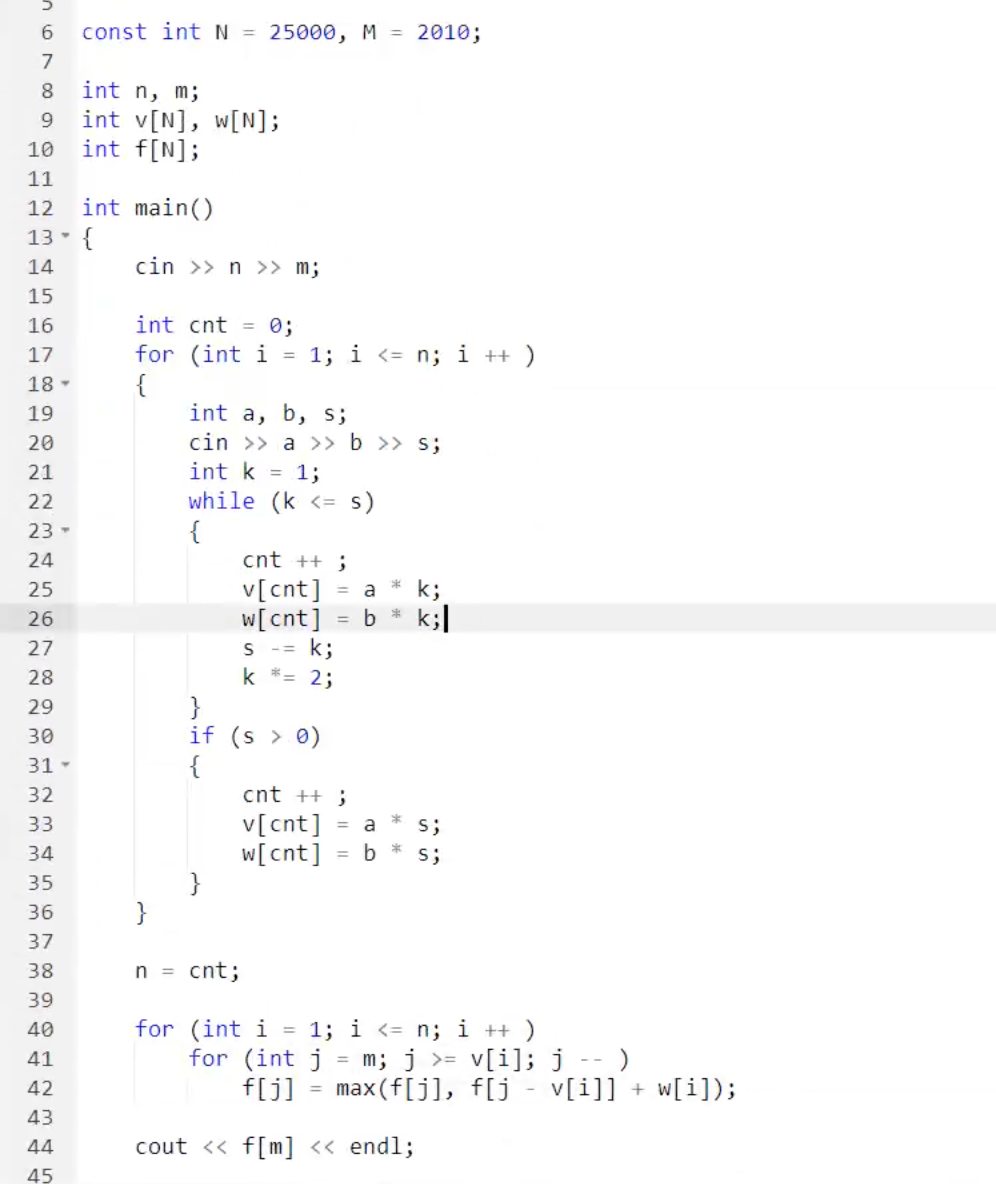 5
6 const int N = 25000, M = 2010;
7
8 int n, m;
9 int v[N], w[N];
10 int f[N];
11
12 int main()
13 {
14     cin >> n >> m;
15
16     int cnt = 0;
17     for (int i = 1; i <= n; i ++ )
18     {
19         int a, b, s;
20         cin >> a >> b >> s;
21         int k = 1;
22         while (k <= s)
23         {
24             cnt ++ ;
25             v[cnt] = a * k;
26             w[cnt] = b * k;
27             s -= k;
28             k *= 2;
29         }
30         if (s > 0)
31         {
32             cnt ++ ;
33             v[cnt] = a * s;
34             w[cnt] = b * s;
35         }
36     }
37
38     n = cnt;
39
40     for (int i = 1; i <= n; i ++ )
41         for (int j = m; j >= v[i]; j -- )
42             f[j] = max(f[j], f[j - v[i]] + w[i]);
43
44     cout << f[m] << endl;
45